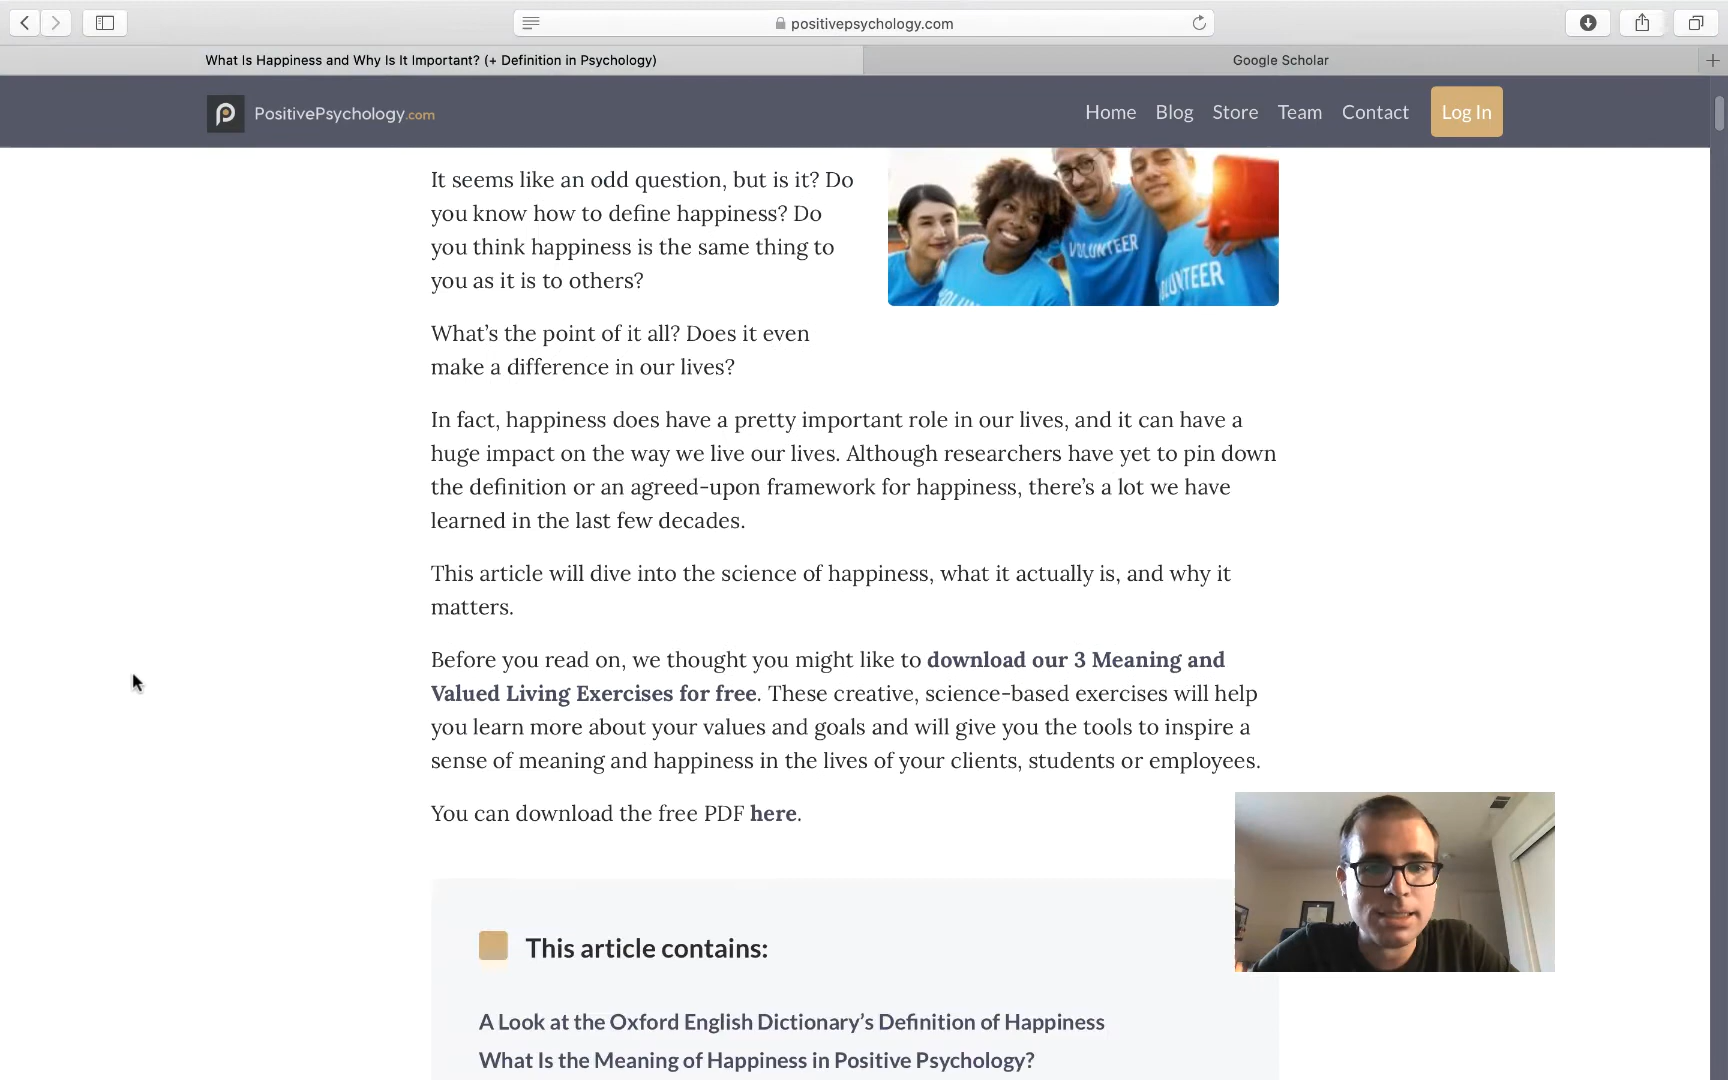 positivepsychology.com
What Is Happiness and Why Is It Important? (+ Definition in Psychology)
Google Scholar
PositivePsychology.com
Home Blog Store Team Contact Log In
It seems like an odd question, but is it? Do
you know how to define happiness? Do
you think happiness is the same thing to
you as it is to others?
VOLUNTEER
VOLUNTEER
What’s the point of it all? Does it even
make a difference in our lives?
In fact, happiness does have a pretty important role in our lives, and it can have a
huge impact on the way we live our lives. Although researchers have yet to pin down
the definition or an agreed-upon framework for happiness, there’s a lot we have
learned in the last few decades.
This article will dive into the science of happiness, what it actually is, and why it
matters.
Before you read on, we thought you might like to download our 3 Meaning and
Valued Living Exercises for free. These creative, science-based exercises will help
you learn more about your values and goals and will give you the tools to inspire a
sense of meaning and happiness in the lives of your clients, students or employees.
You can download the free PDF here.
This article contains:
A Look at the Oxford English Dictionary’s Definition of Happiness
What Is the Meaning of Happiness in Positive Psychology?